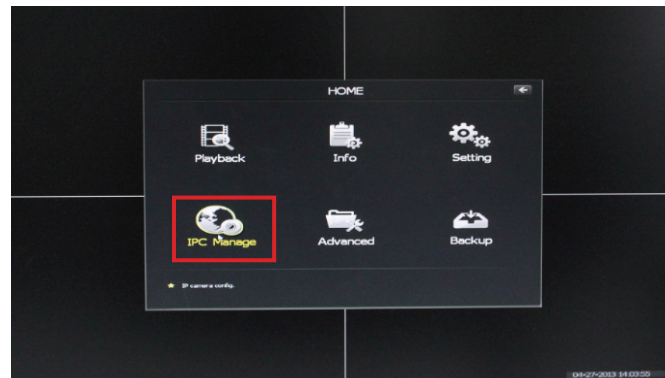 HOME
Playback
Info
Setting
IPC Manage
Advanced
Backup
IP camera config.
04-27-2013 14:03:55